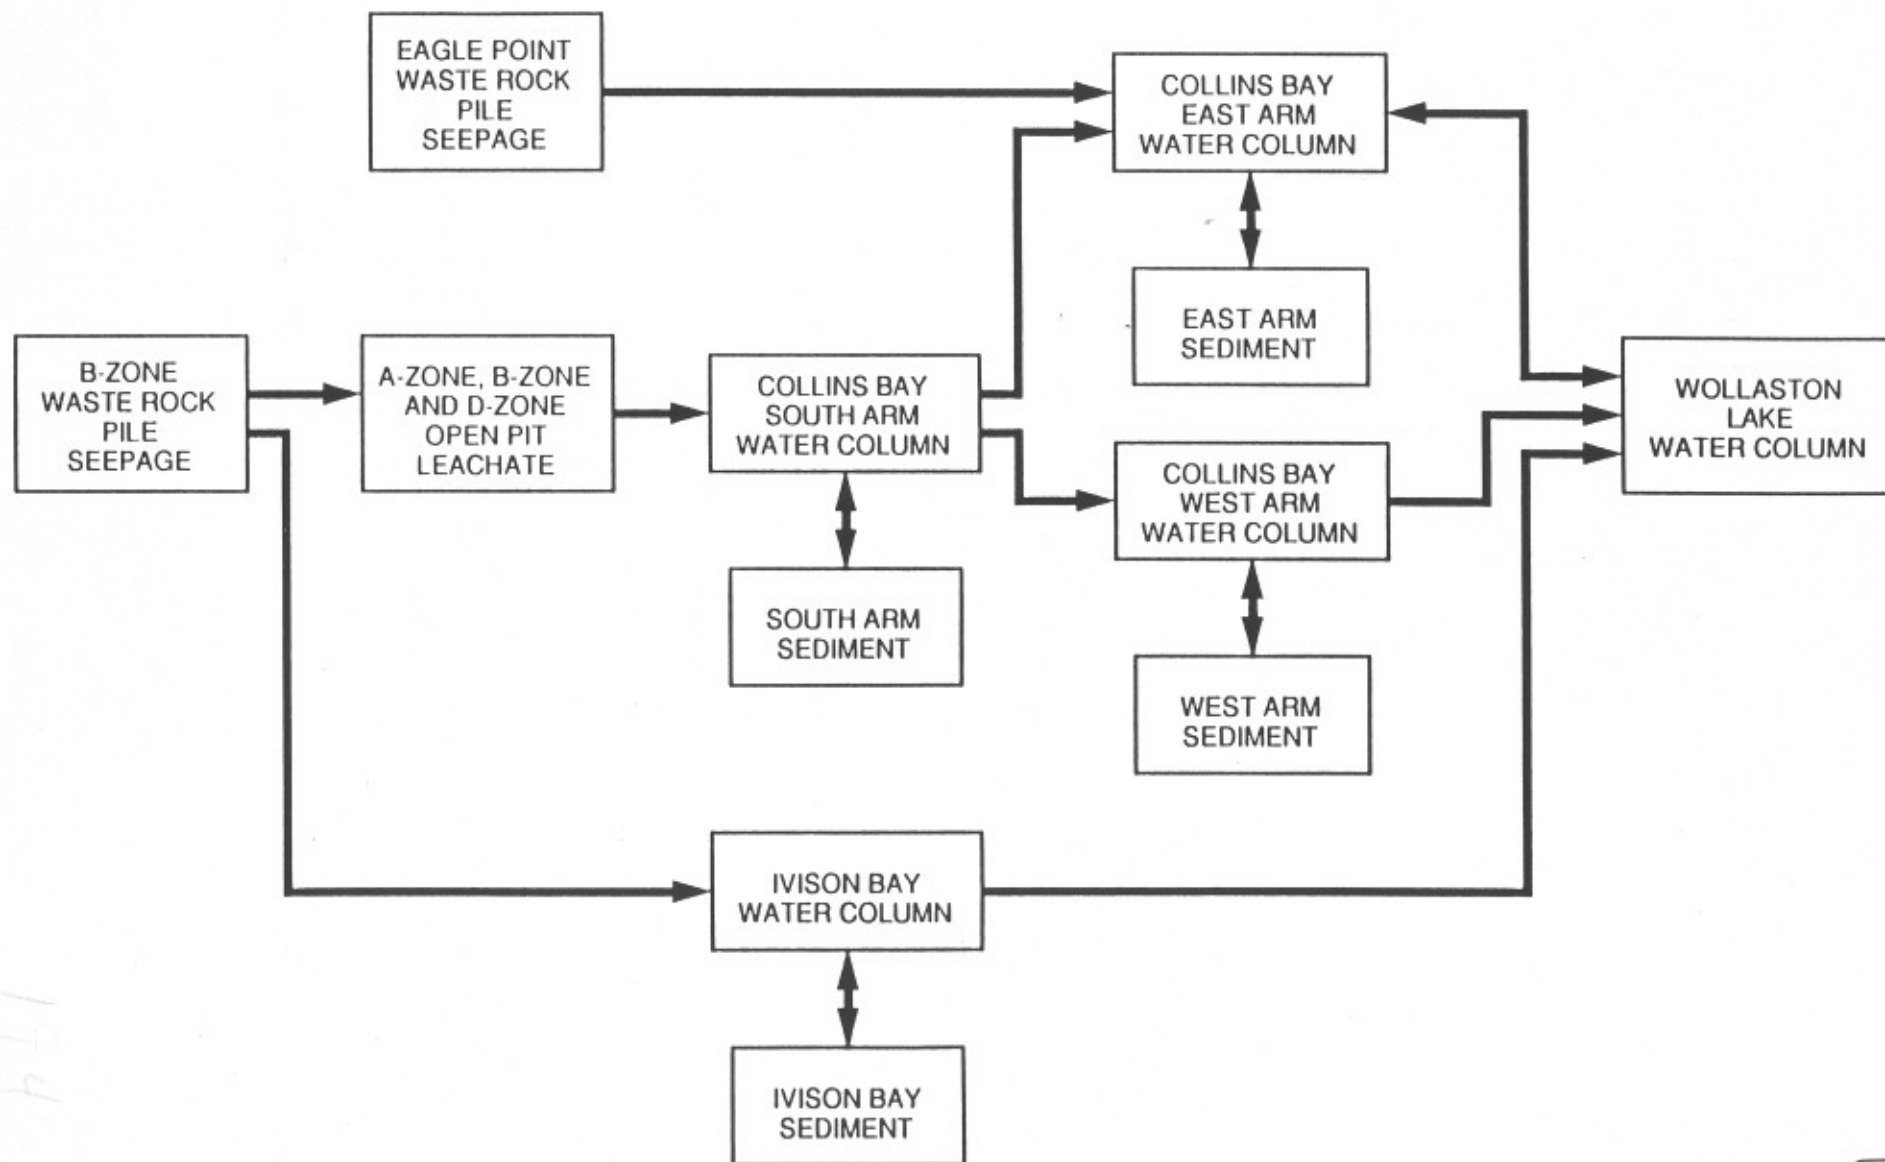 EAGLE POINT
WASTE ROCK
PILE
SEEPAGE
COLLINS BAY
EAST ARM
WATER COLUMN
EAST ARM
SEDIMENT
B-ZONE
WASTE ROCK
PILE
SEEPAGE
A-ZONE, B-ZONE
AND D-ZONE
OPEN PIT
LEACHATE
COLLINS BAY
SOUTH ARM
WATER COLUMN
WOLLASTON
LAKE
WATER COLUMN
COLLINS BAY
WEST ARM
WATER COLUMN
SOUTH ARM
SEDIMENT
WEST ARM
SEDIMENT
IVISON BAY
WATER COLUMN
IVISON BAY
SEDIMENT